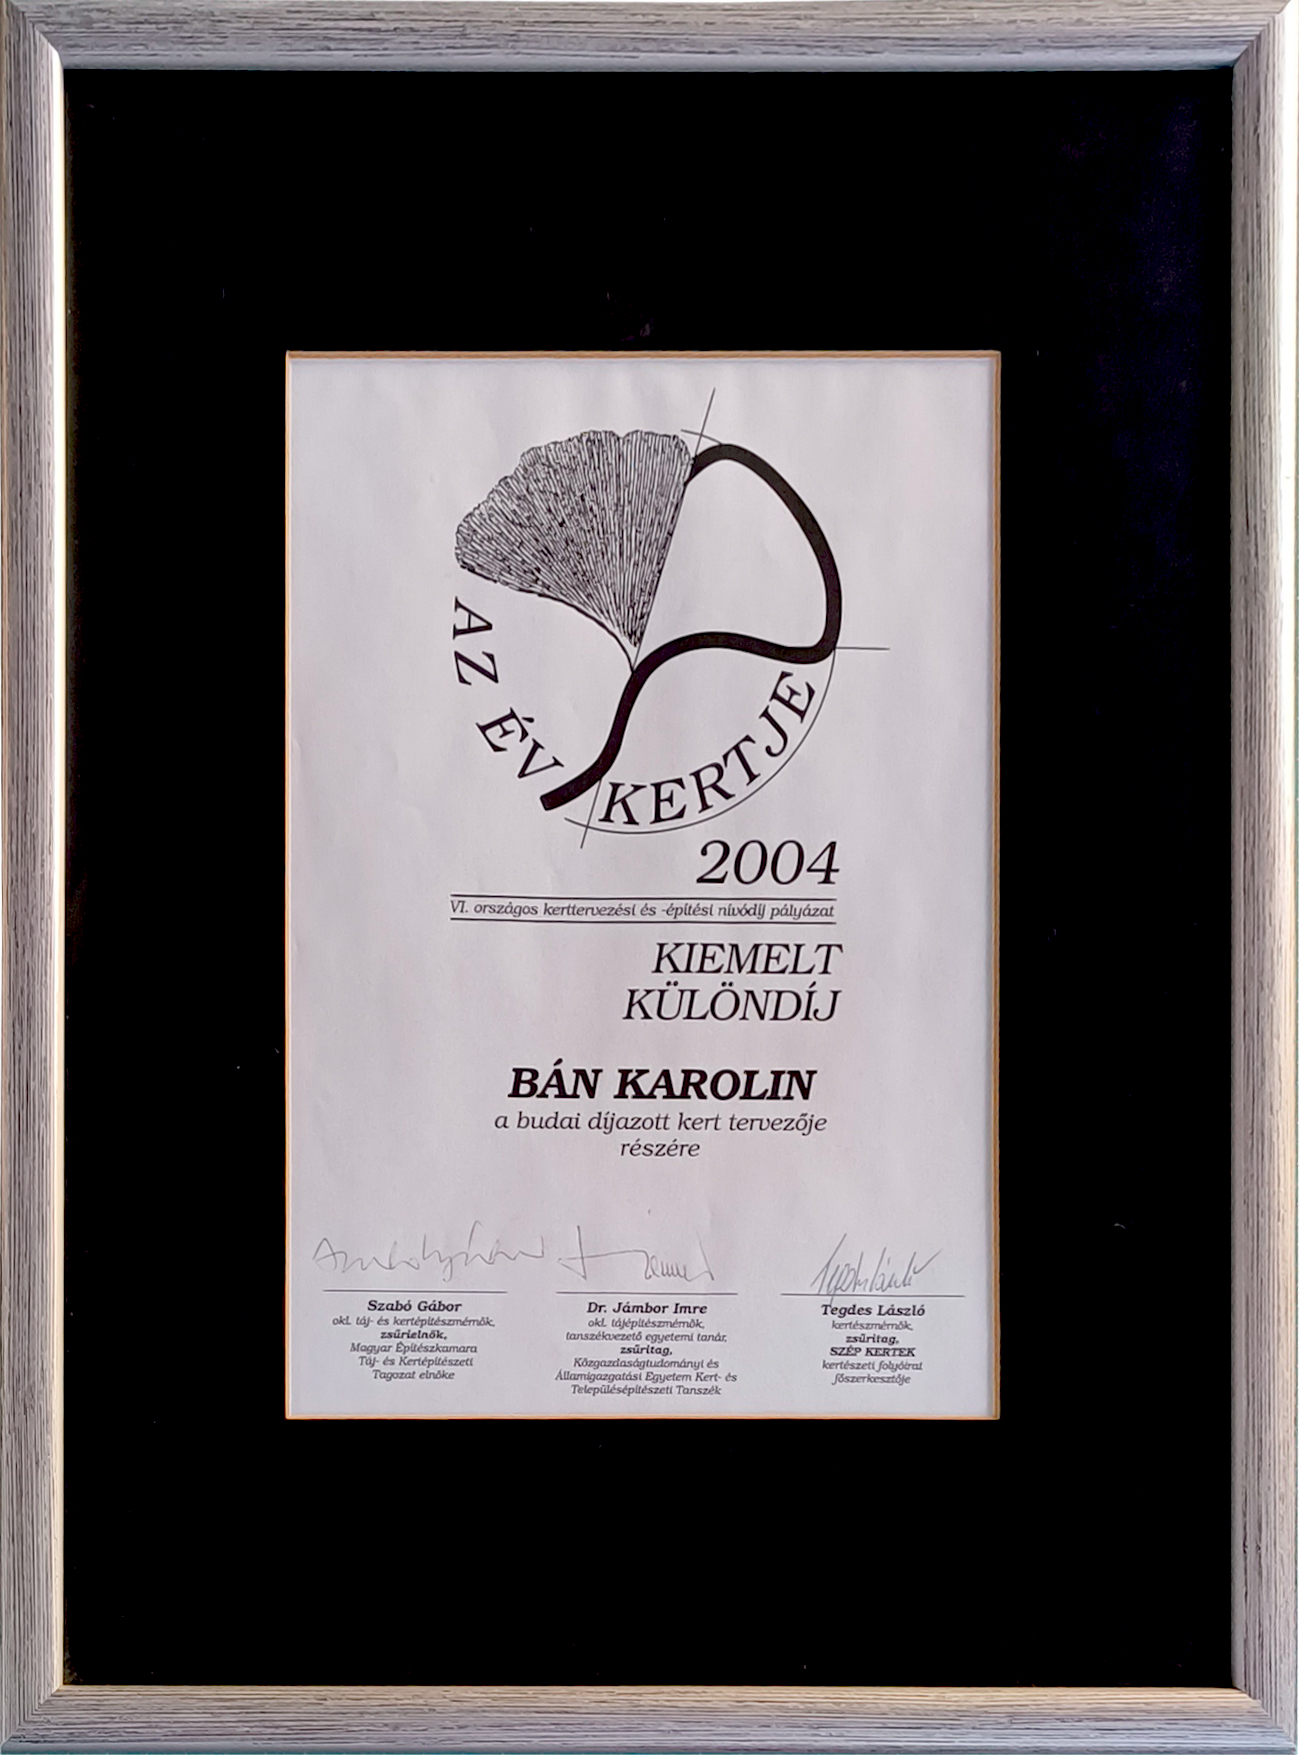 AZ ÉV KERTJE
2004
VI. országos kerttervezési és -építési nívódíj pályázat
KIEMELT
KÜLÖNDÍJ
BÁN KAROLIN
a budai díjazott kert tervezője
részére
Szabó Gábor
okl. táj- és kertépítészmérnök,
zsűrielnök,
Magyar Építészkamara
Táj- és Kertépítészeti
Tagozat elnöke
Dr. Jámbor Imre
okl. tájépítészmérnök,
tanszékvezető egyetemi tanár,
zsűritag,
Közgazdaságtudományi és
Államigazgatási Egyetem Kert- és
Településépítészeti Tanszék
Tegdes László
kertészmérnök,
zsűritag,
SZÉP KERTEK
kertészeti folyóirat
főszerkesztője